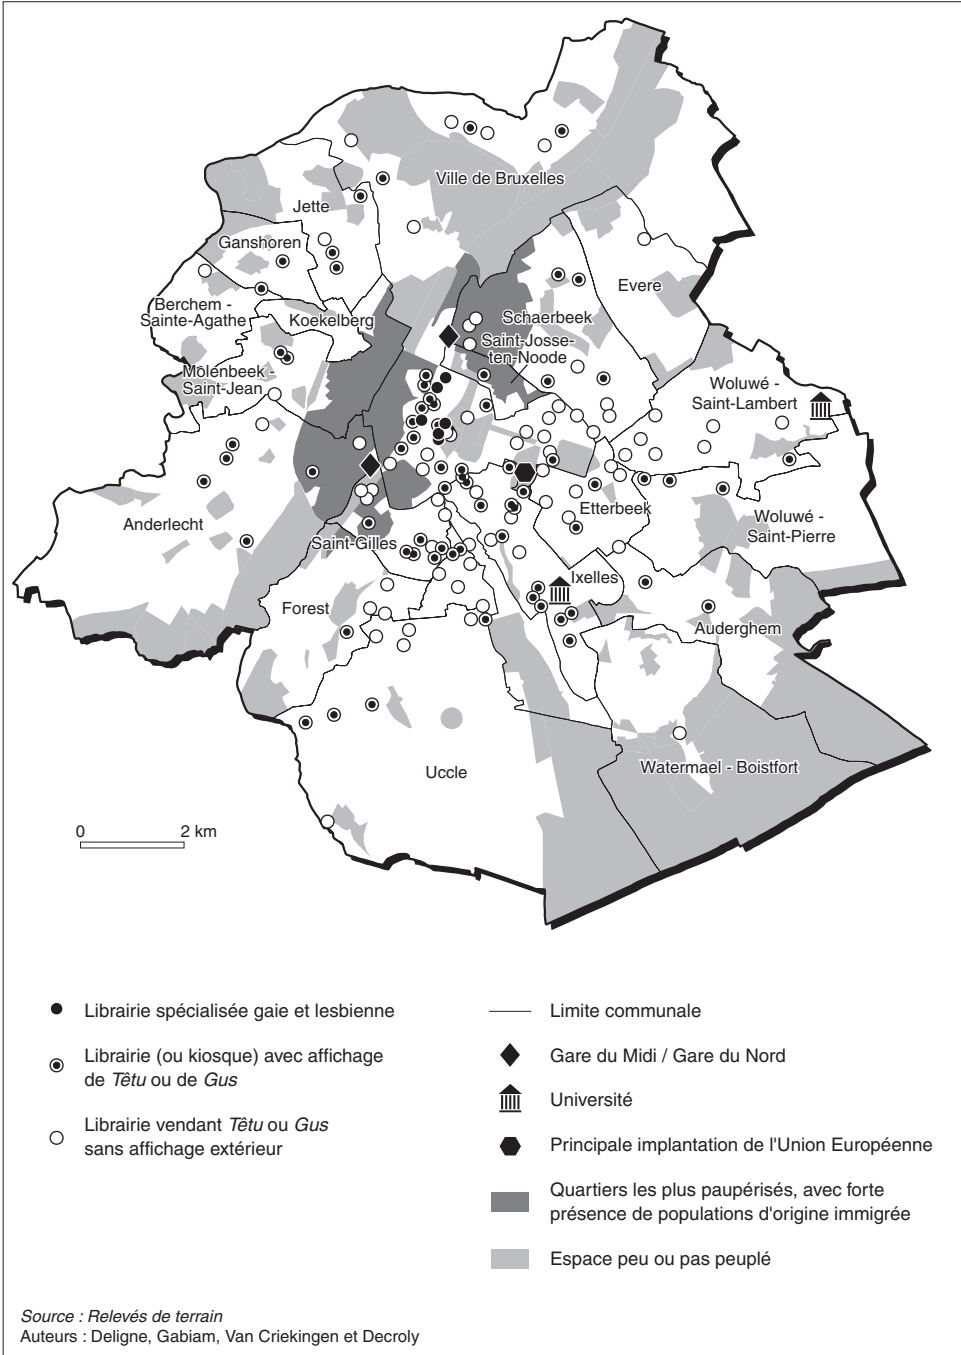 Ville de Bruxelles
Jette
Ganshoren
Evere
Berchem -
Sainte-Agathe
Koekelberg
Schaerbeek
Saint-Josse-
ten-Noode
Molenbeek -
Saint-Jean
Woluwé -
Saint-Lambert
Anderlecht
Etterbeek
Woluwé -
Saint-Pierre
Saint-Gilles
Ixelles
Forest
Auderghem
Uccle
Watermael - Boistfort
0 2 km
Librairie spécialisée gaie et lesbienne
Librairie (ou kiosque) avec affichage
de Têtu ou de Gus
Librairie vendant Têtu ou Gus
sans affichage extérieur
Limite communale
Gare du Midi / Gare du Nord
Université
Principale implantation de l'Union Européenne
Quartiers les plus paupérisés, avec forte
présence de populations d'origine immigrée
Espace peu ou pas peuplé
Source : Relevés de terrain
Auteurs : Deligne, Gabiam, Van Criekingen et Decroly